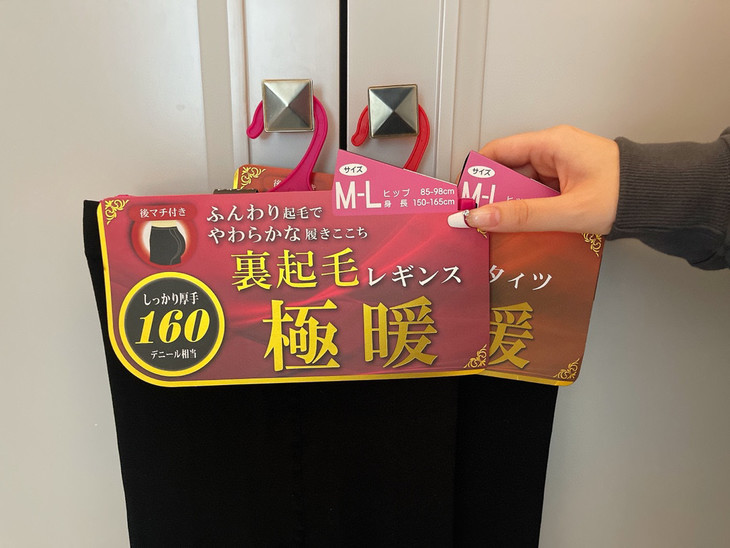 後マチ付き
ふんわり起毛で
やわらかな履きここち
裏起毛レギンス
極暖
しっかり厚手
160
デニール相当
サイズ
M-L
ヒップ 85-98cm
身長 150-165cm
サイズ
M-L
タイツ
暖